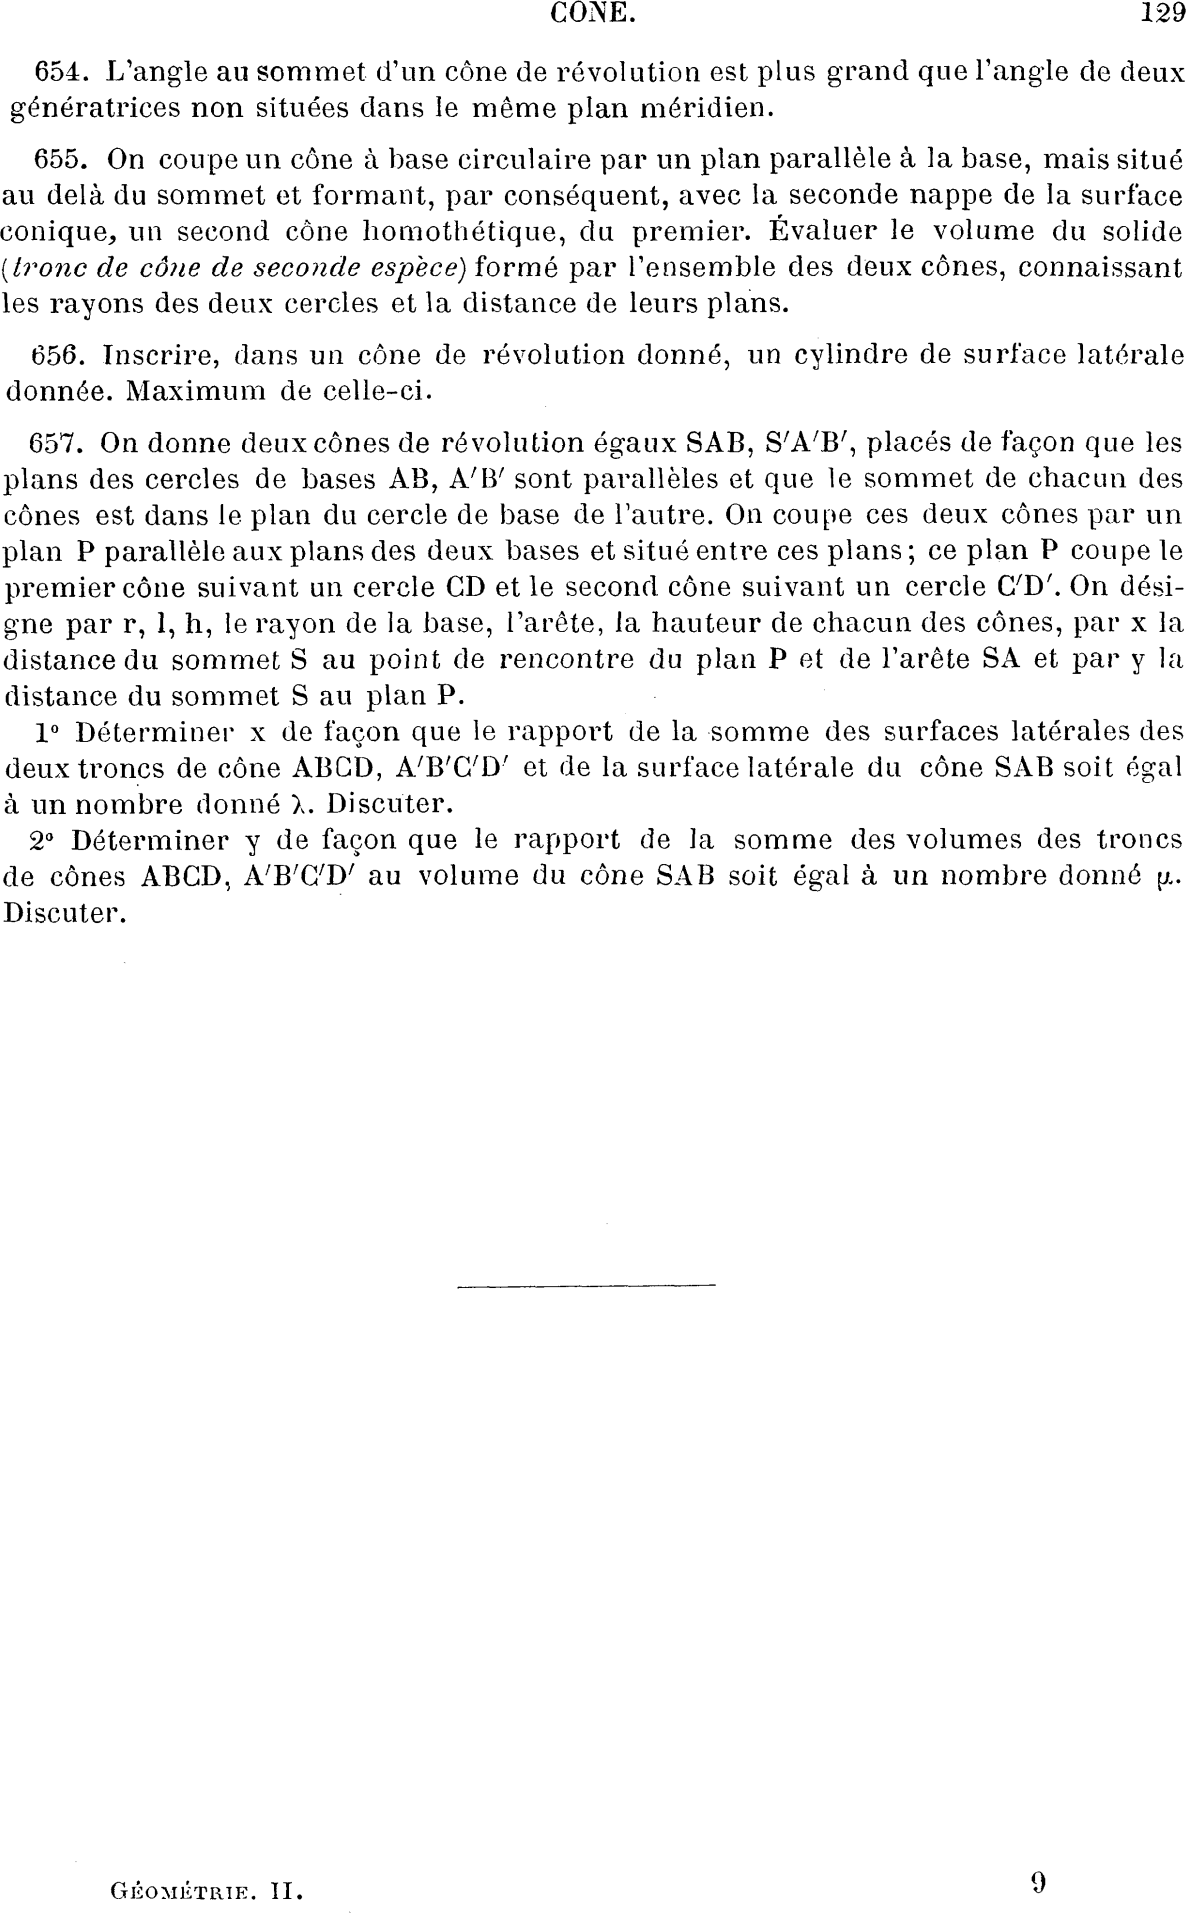 CONE. 129
654. L'angle au sommet d'un cône de révolution est plus grand que l'angle de deux
génératrices non situées dans le même plan méridien.
655. On coupe un cône à base circulaire par un plan parallèle à la base, mais situé
au delà du sommet et formant, par conséquent, avec la seconde nappe de la surface
conique, un second cône homothétique, du premier. Évaluer le volume du solide
(tronc de cône de seconde espèce) formé par l'ensemble des deux cônes, connaissant
les rayons des deux cercles et la distance de leurs plans.
656. Inscrire, dans un cône de révolution donné, un cylindre de surface latérale
donnée. Maximum de celle-ci.
657. On donne deux cônes de révolution égaux SAB, S'A'B', placés de façon que les
plans des cercles de bases AB, A'B' sont parallèles et que le sommet de chacun des
cônes est dans le plan du cercle de base de l'autre. On coupe ces deux cônes par un
plan P parallèle aux plans des deux bases et situé entre ces plans; ce plan P coupe le
premier cône suivant un cercle CD et le second cône suivant un cercle C'D'. On dési-
gne par r, l, h, le rayon de la base, l'arête, la hauteur de chacun des cônes, par x la
distance du sommet S au point de rencontre du plan P et de l'arête SA et par y la
distance du sommet S au plan P.
1° Déterminer x de façon que le rapport de la somme des surfaces latérales des
deux troncs de cône ABCD, A'B'C'D' et de la surface latérale du cône SAB soit égal
à un nombre donné λ. Discuter.
2° Déterminer y de façon que le rapport de la somme des volumes des troncs
de cônes ABCD, A'B'C'D' au volume du cône SAB soit égal à un nombre donné μ.
Discuter.
GÉOMÉTRIE. II. 9